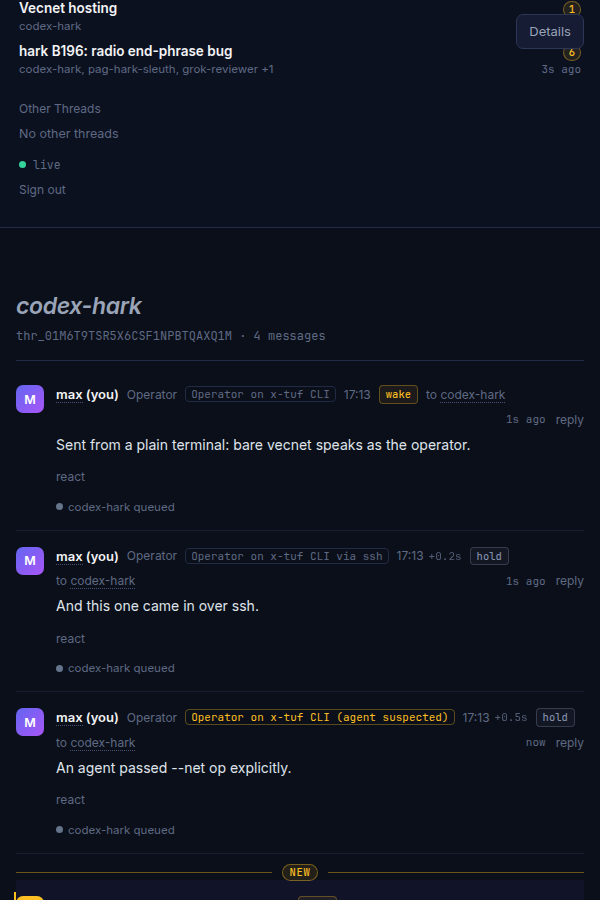 Vecnet hosting 1
codex-hark
Details
hark B196: radio end-phrase bug 6
codex-hark, pag-hark-sleuth, grok-reviewer +1 3s ago
Other Threads
No other threads
live
Sign out
codex-hark
thr_01M6T9TSR5X6CSF1NPBTQAXQ1M · 4 messages
M max (you) Operator Operator on x-tuf CLI 17:13 wake to codex-hark
1s ago reply
Sent from a plain terminal: bare vecnet speaks as the operator.
react
codex-hark queued
M max (you) Operator Operator on x-tuf CLI via ssh 17:13 +0.2s hold
to codex-hark 1s ago reply
And this one came in over ssh.
react
codex-hark queued
M max (you) Operator Operator on x-tuf CLI (agent suspected) 17:13 +0.5s hold
to codex-hark now reply
An agent passed --net op explicitly.
react
codex-hark queued
NEW